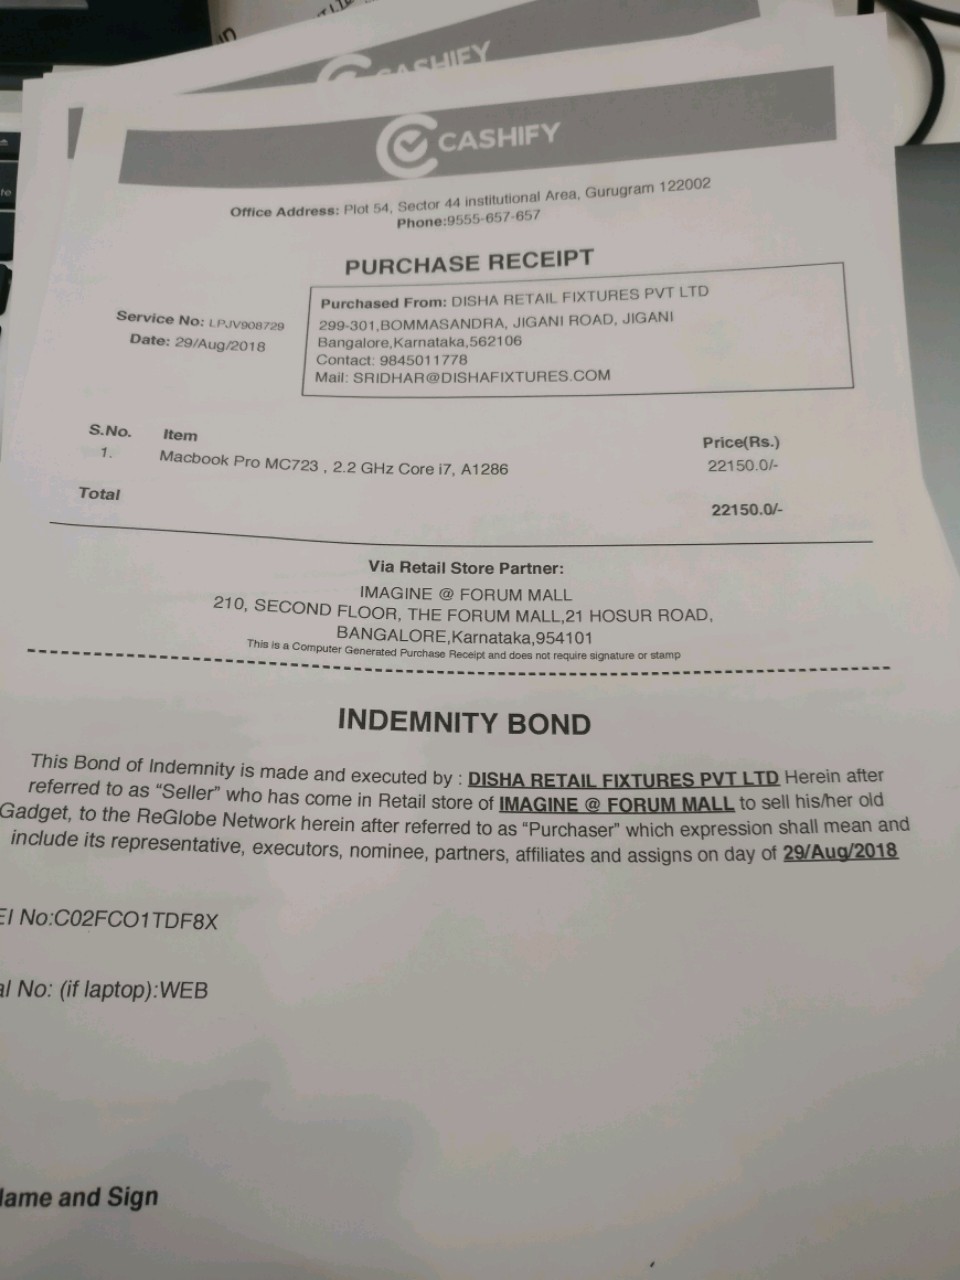 CASHIFY
CASHIFY
Office Address: Plot 54, Sector 44 institutional Area, Gurugram 122002
Phone:9555-657-657
PURCHASE RECEIPT
Service No: LPJV908729
Date: 29/Aug/2018
Purchased From: DISHA RETAIL FIXTURES PVT LTD
299-301,BOMMASANDRA, JIGANI ROAD, JIGANI
Bangalore,Karnataka,562106
Contact: 9845011778
Mail: SRIDHAR@DISHAFIXTURES.COM
S.No. Item Price(Rs.)
1. Macbook Pro MC723 , 2.2 GHz Core i7, A1286 22150.0/-
Total 22150.0/-
Via Retail Store Partner:
IMAGINE @ FORUM MALL
210, SECOND FLOOR, THE FORUM MALL,21 HOSUR ROAD,
BANGALORE,Karnataka,954101
This is a Computer Generated Purchase Receipt and does not require signature or stamp
INDEMNITY BOND
This Bond of Indemnity is made and executed by : DISHA RETAIL FIXTURES PVT LTD Herein after
referred to as “Seller” who has come in Retail store of IMAGINE @ FORUM MALL to sell his/her old
Gadget, to the ReGlobe Network herein after referred to as “Purchaser” which expression shall mean and
include its representative, executors, nominee, partners, affiliates and assigns on day of 29/Aug/2018
EI No:C02FCO1TDF8X
al No: (if laptop):WEB
ame and Sign